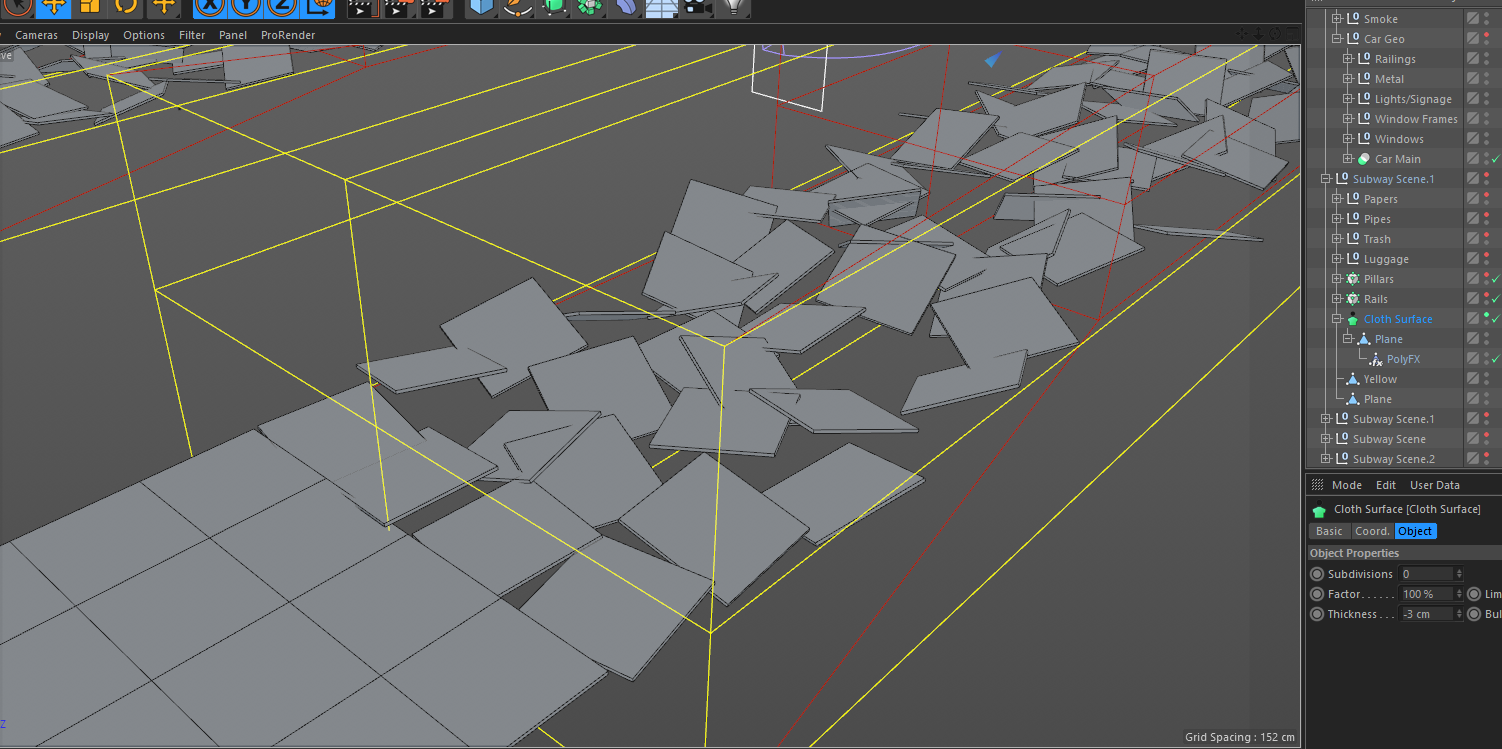 X Y Z
Cameras Display Options Filter Panel ProRender
ve
Smoke
Car Geo
Railings
Metal
Lights/Signage
Window Frames
Windows
Car Main
Subway Scene.1
Papers
Pipes
Trash
Luggage
Pillars
Rails
Cloth Surface
Plane
PolyFX
Yellow
Plane
Subway Scene.1
Subway Scene
Subway Scene.2
Mode Edit User Data
Cloth Surface [Cloth Surface]
Basic Coord. Object
Object Properties
Subdivisions 0
Factor...... 100 % Lim
Thickness... -3 cm Bul
Z
Grid Spacing : 152 cm